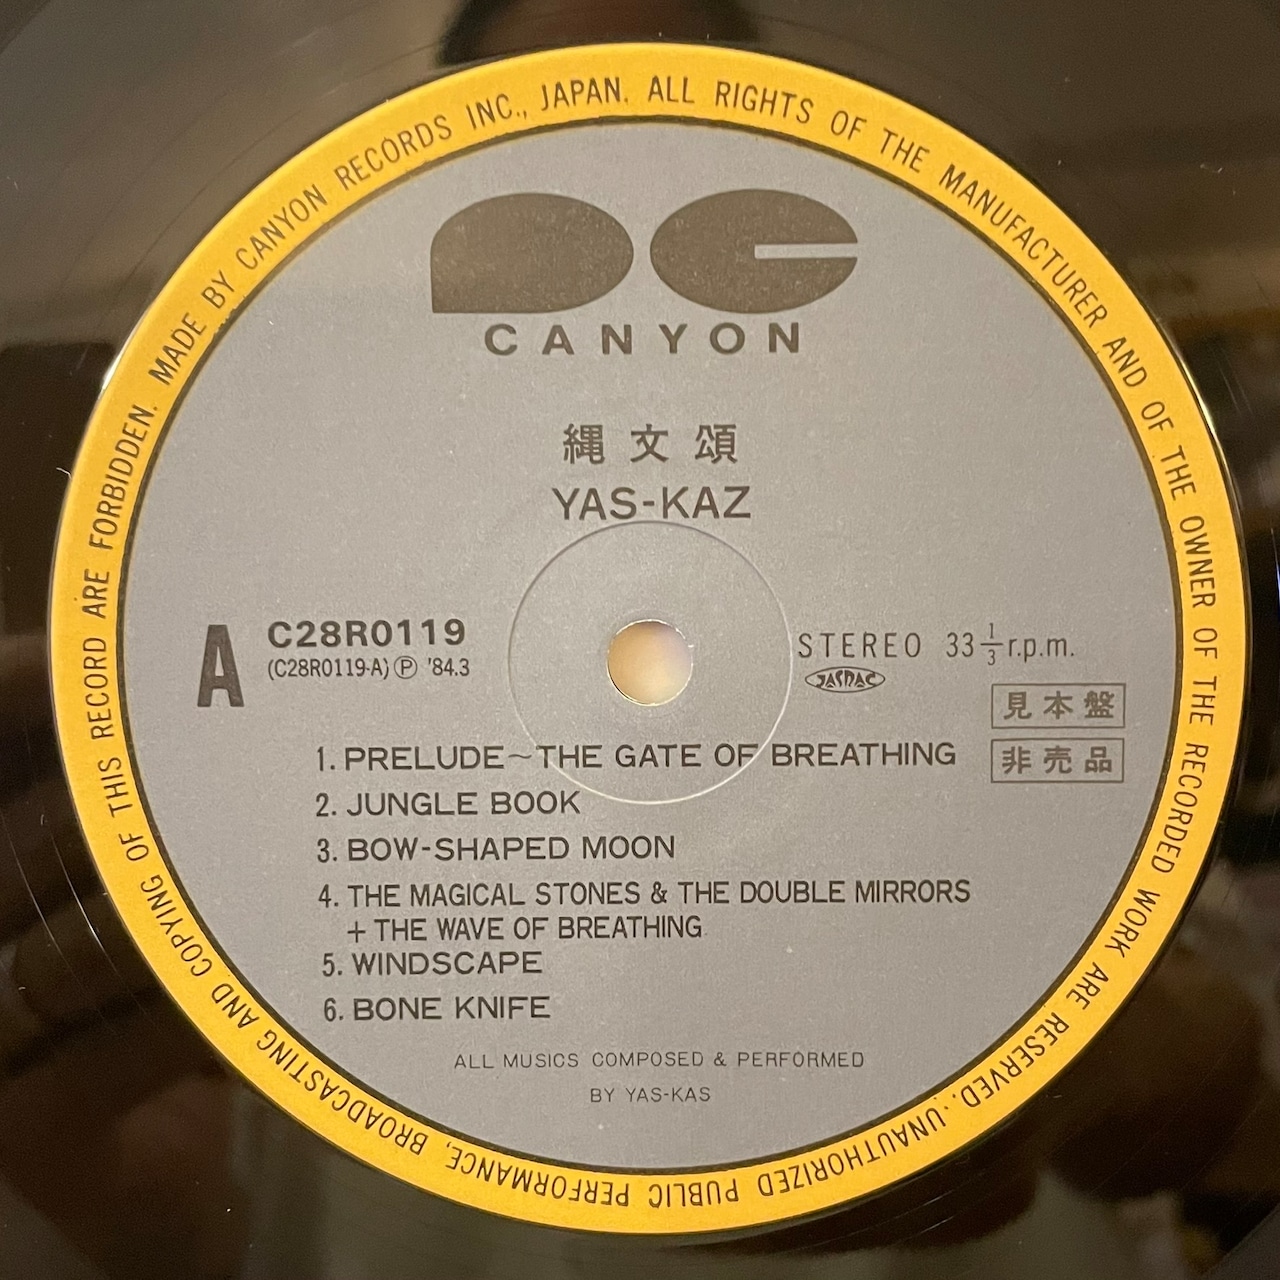 MADE BY CANYON RECORDS INC., JAPAN. ALL RIGHTS OF THE MANUFACTURER AND OF THE OWNER OF THE RECORDED WORK ARE RESERVED. UNAUTHORIZED PUBLIC PERFORMANCE, BROADCASTING AND COPYING OF THIS RECORD ARE FORBIDDEN.
CANYON
縄文頌
YAS-KAZ
A
C28R0119
(C28R0119-A) Ⓟ '84.3
STEREO 33 1/3 r.p.m.
JASRAC
見本盤
非売品
1. PRELUDE~THE GATE OF BREATHING
2. JUNGLE BOOK
3. BOW-SHAPED MOON
4. THE MAGICAL STONES & THE DOUBLE MIRRORS
+ THE WAVE OF BREATHING
5. WINDSCAPE
6. BONE KNIFE
ALL MUSICS COMPOSED & PERFORMED
BY YAS-KAS